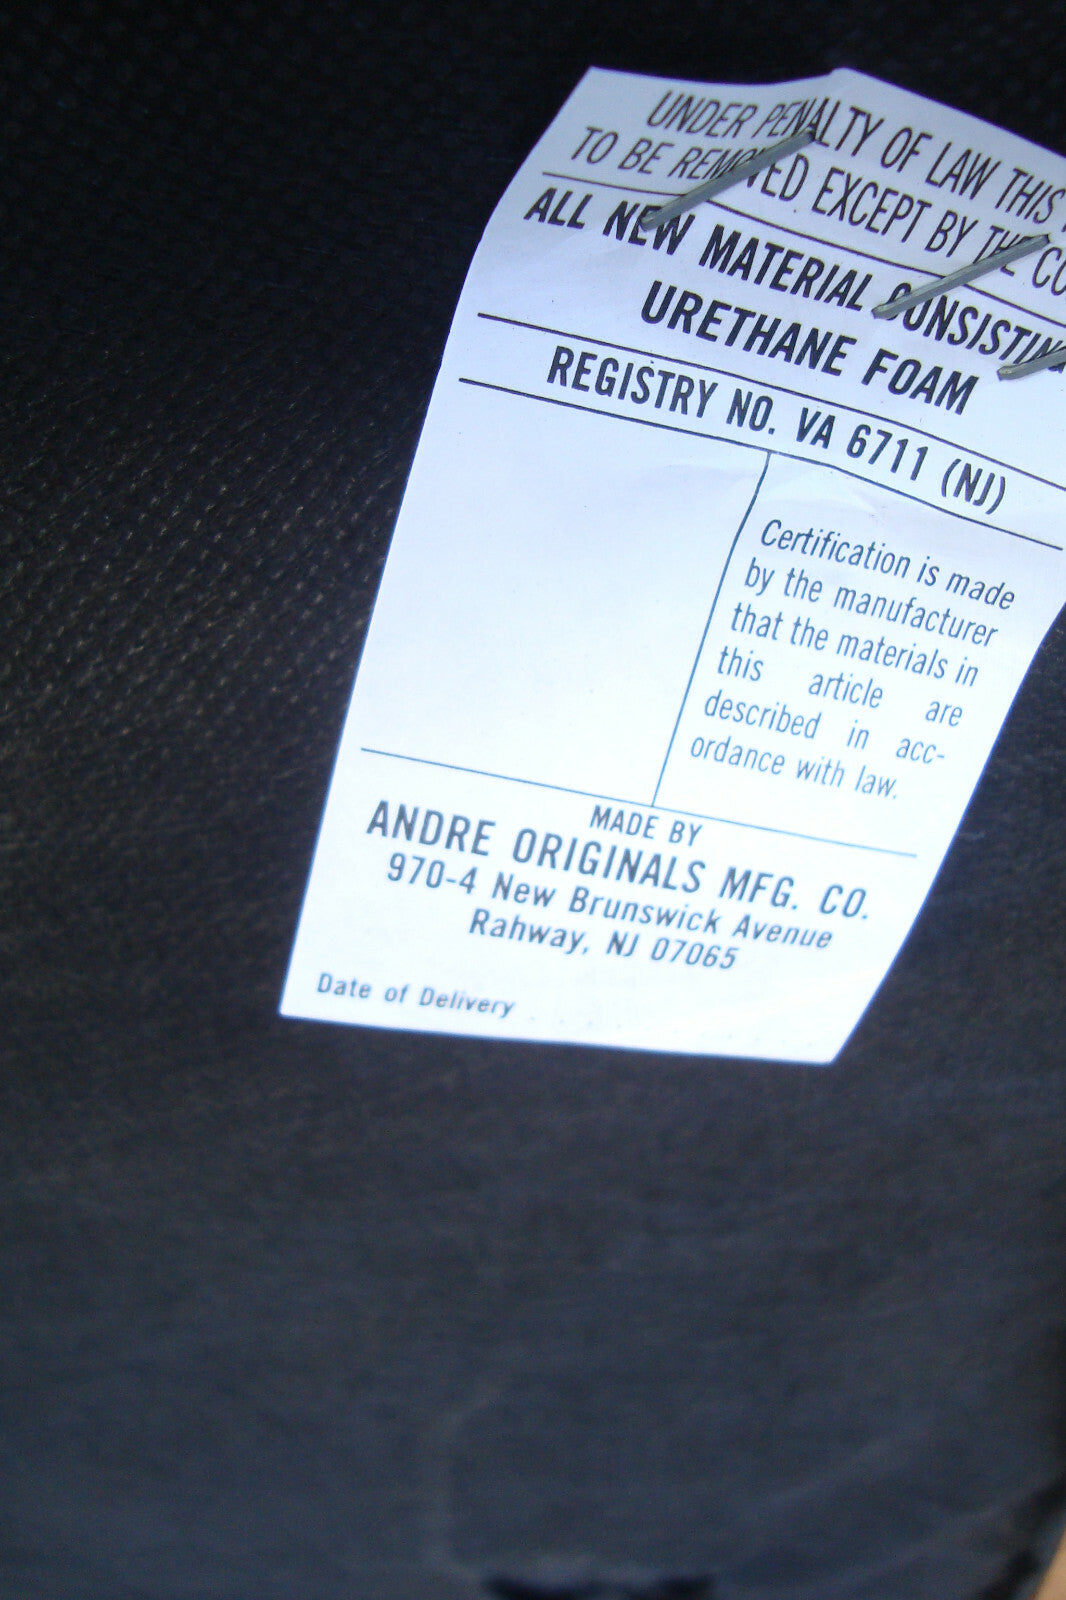 UNDER PENALTY OF LAW THIS
TO BE REMOVED EXCEPT BY THE CO
ALL NEW MATERIAL CONSISTING
URETHANE FOAM
REGISTRY NO. VA 6711 (NJ)
Certification is made
by the manufacturer
that the materials in
this article are
described in acc-
ordance with law.
MADE BY
ANDRE ORIGINALS MFG. CO.
970-4 New Brunswick Avenue
Rahway, NJ 07065
Date of Delivery